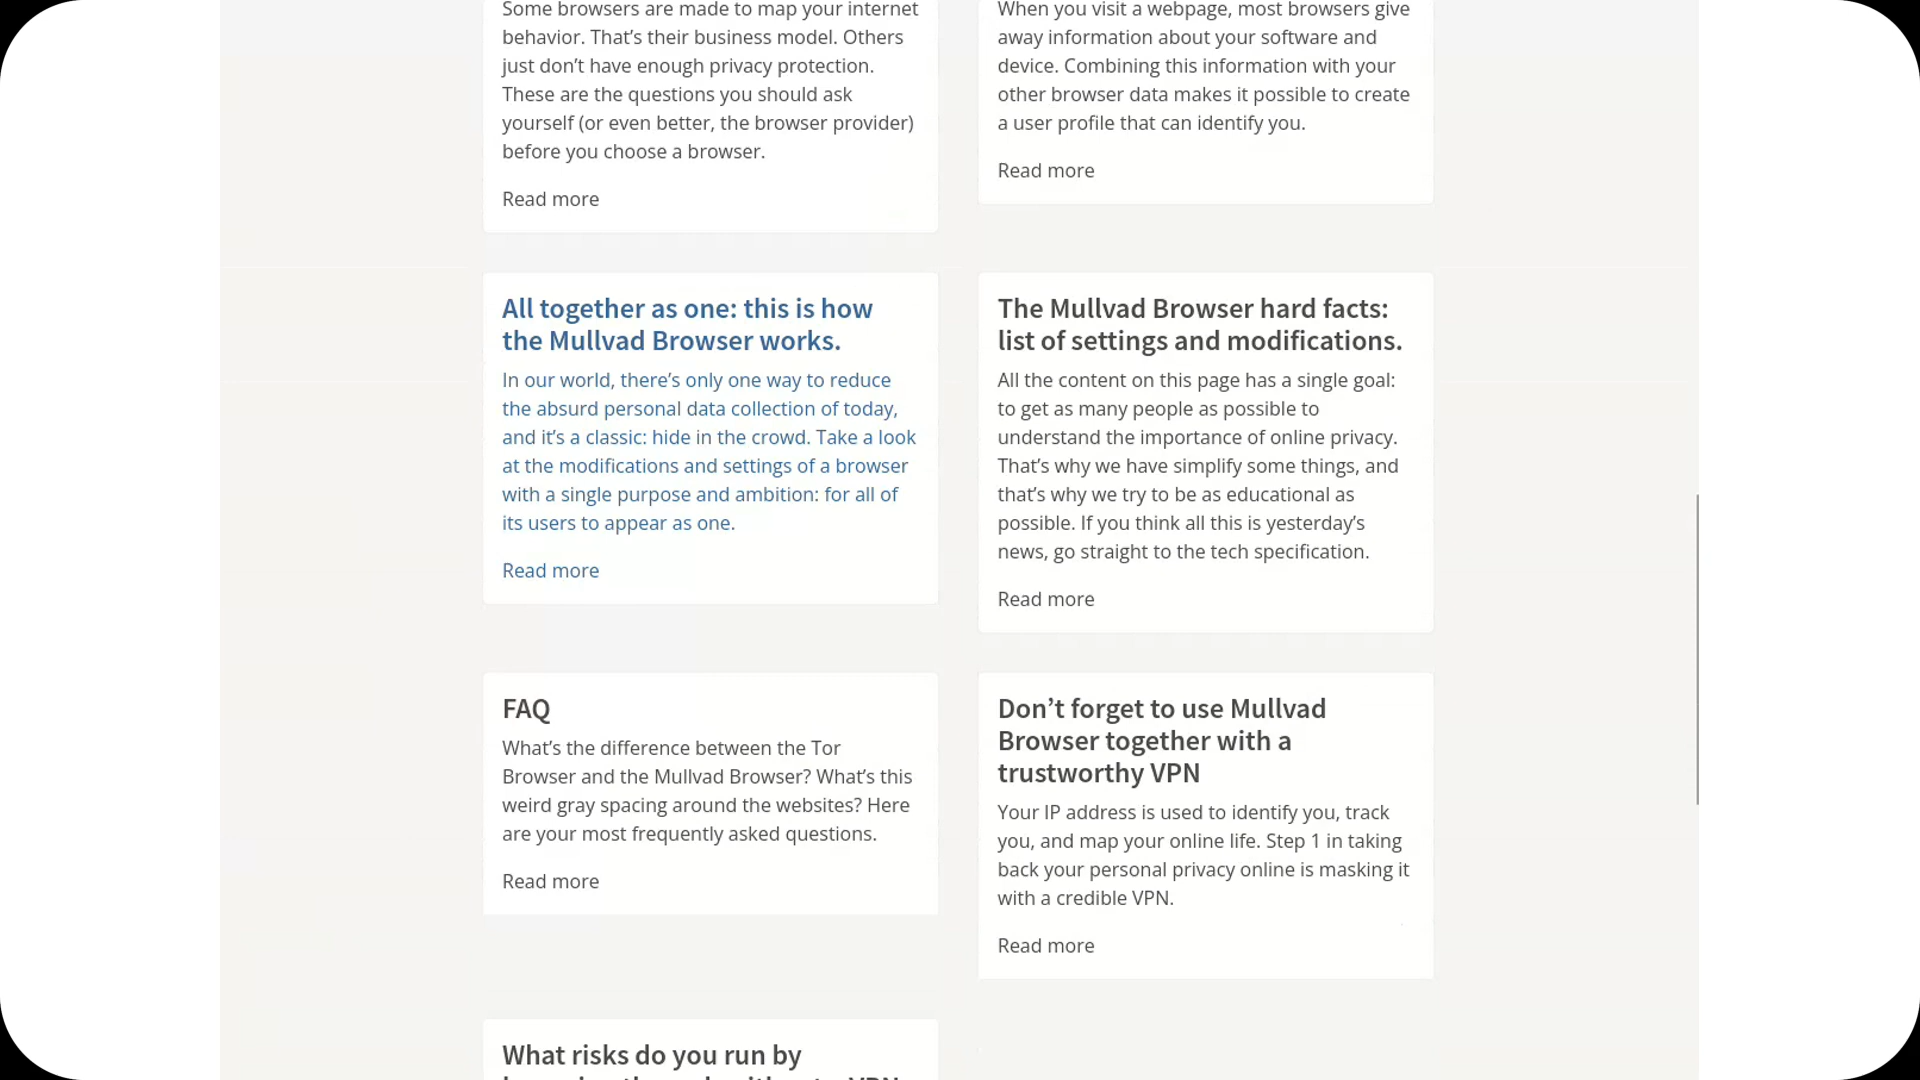 Some browsers are made to map your internet
behavior. That’s their business model. Others
just don’t have enough privacy protection.
These are the questions you should ask
yourself (or even better, the browser provider)
before you choose a browser.
Read more
When you visit a webpage, most browsers give
away information about your software and
device. Combining this information with your
other browser data makes it possible to create
a user profile that can identify you.
Read more
All together as one: this is how
the Mullvad Browser works.
In our world, there’s only one way to reduce
the absurd personal data collection of today,
and it’s a classic: hide in the crowd. Take a look
at the modifications and settings of a browser
with a single purpose and ambition: for all of
its users to appear as one.
Read more
The Mullvad Browser hard facts:
list of settings and modifications.
All the content on this page has a single goal:
to get as many people as possible to
understand the importance of online privacy.
That’s why we have simplify some things, and
that’s why we try to be as educational as
possible. If you think all this is yesterday’s
news, go straight to the tech specification.
Read more
FAQ
What’s the difference between the Tor
Browser and the Mullvad Browser? What’s this
weird gray spacing around the websites? Here
are your most frequently asked questions.
Read more
Don’t forget to use Mullvad
Browser together with a
trustworthy VPN
Your IP address is used to identify you, track
you, and map your online life. Step 1 in taking
back your personal privacy online is masking it
with a credible VPN.
Read more
What risks do you run by